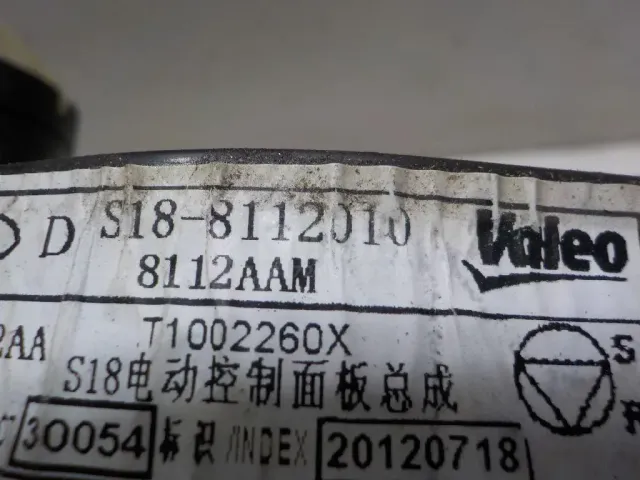 D S18-8112010 Valeo
8112AAM
2AA T1002260X
S18电动控制面板总成 S
30054 标识/INDEX 20120718